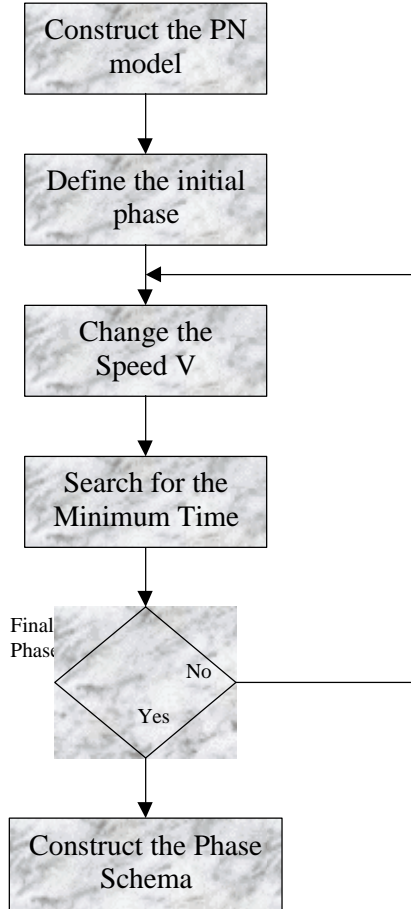 Construct the PN
model
Define the initial
phase
Change the
Speed V
Search for the
Minimum Time
Final
Phase
No
Yes
Construct the Phase
Schema